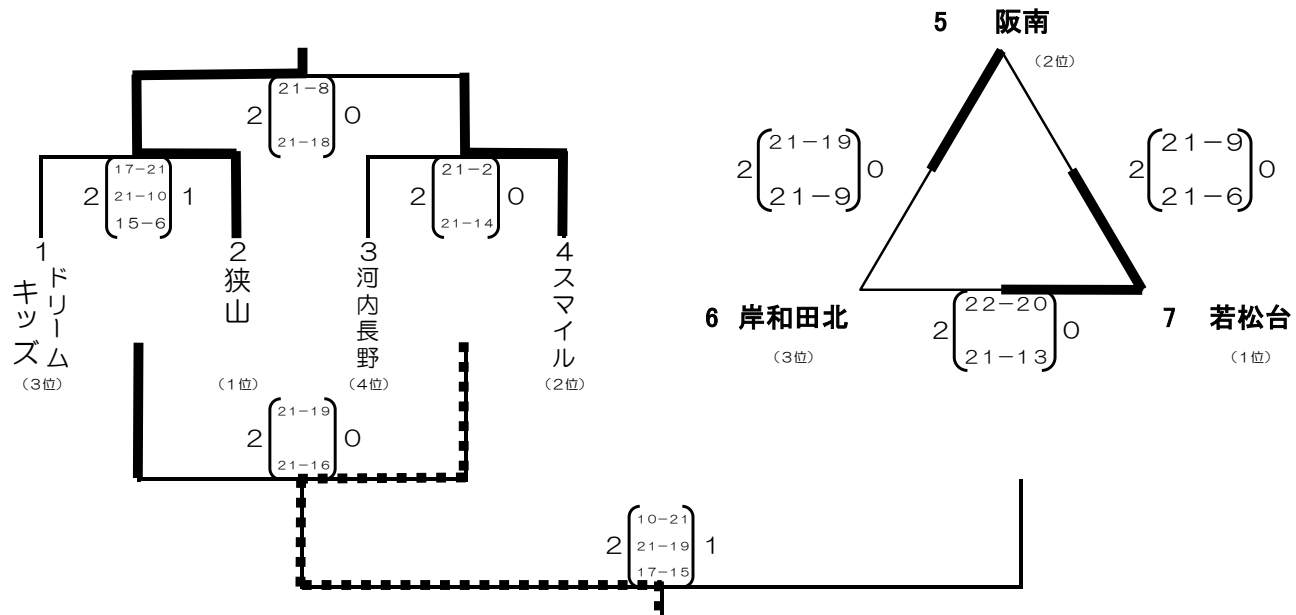 5 阪南
(2位)
2 21-8 0
21-18
2 21-19 0
21-9
2 21-9 0
21-6
17-21
2 21-10 1
15-6
2 21-2 0
21-14
1 ドリーム
キッズ
(3位)
2 狭山
(1位)
3 河内長野
(4位)
4 スマイル
(2位)
6 岸和田北
(3位)
2 22-20 0
21-13
7 若松台
(1位)
2 21-19 0
21-16
10-21
2 21-19 1
17-15